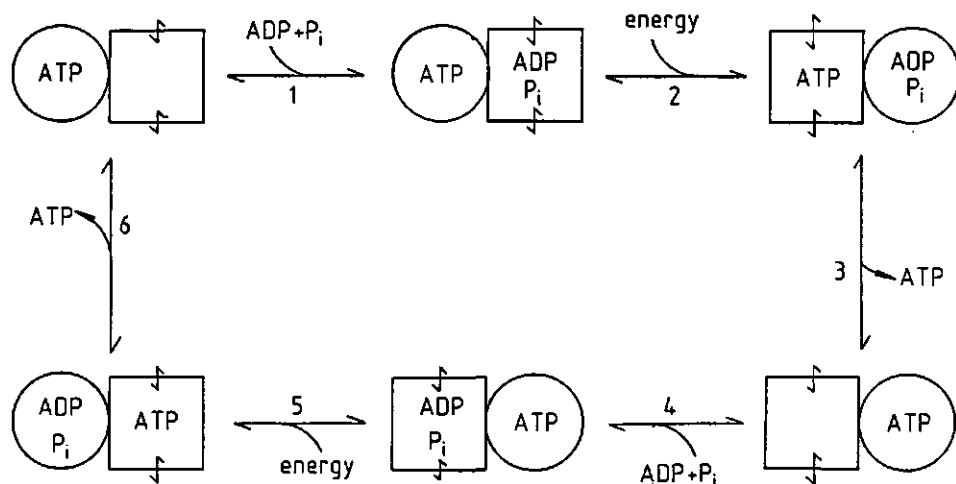 ATP
ADP+Pi
1
ATP
ADP
Pi
energy
2
ATP
ADP
Pi
ATP
6
3
ATP
ADP
Pi
ATP
5
energy
ADP
Pi
ATP
4
ADP+Pi
ATP